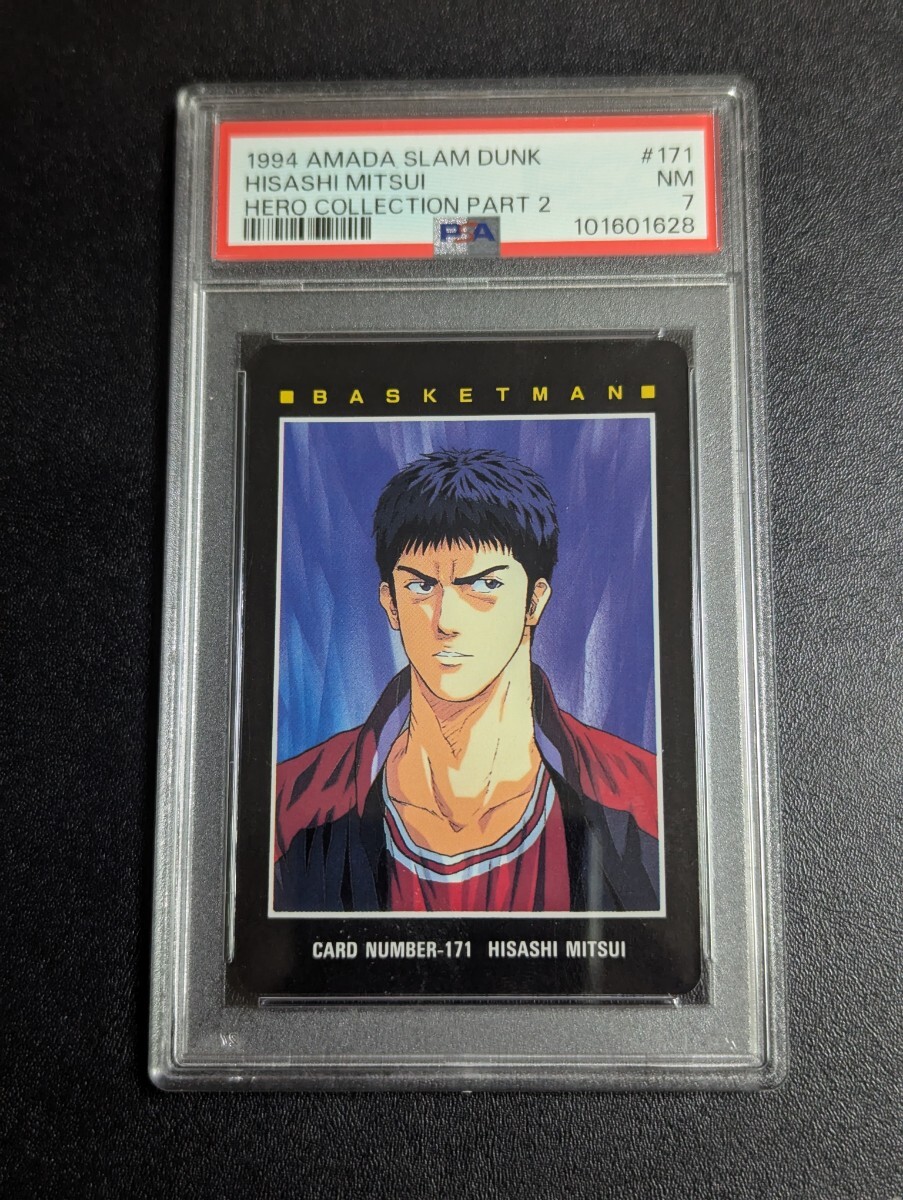 1994 AMADA SLAM DUNK #171
HISASHI MITSUI NM
HERO COLLECTION PART 2 7
PSA 101601628
■BASKETMAN■
CARD NUMBER-171 HISASHI MITSUI